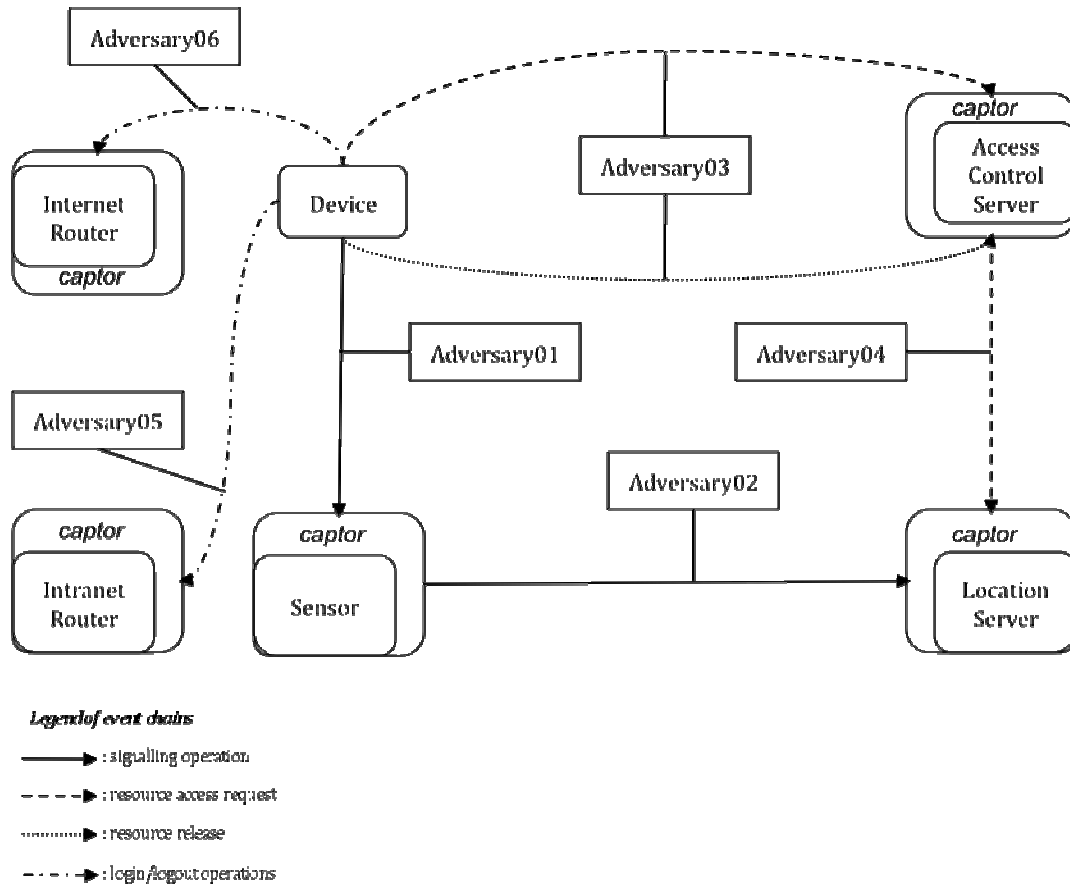 Adversary06
captor
Access
Control
Server
Adversary03
Internet
Router
captor
Device
Adversary01
Adversary04
Adversary05
Adversary02
captor
Intranet
Router
captor
Sensor
captor
Location
Server
Legend of event chains
: signalling operation
: resource access request
: resource release
: login/logout operations